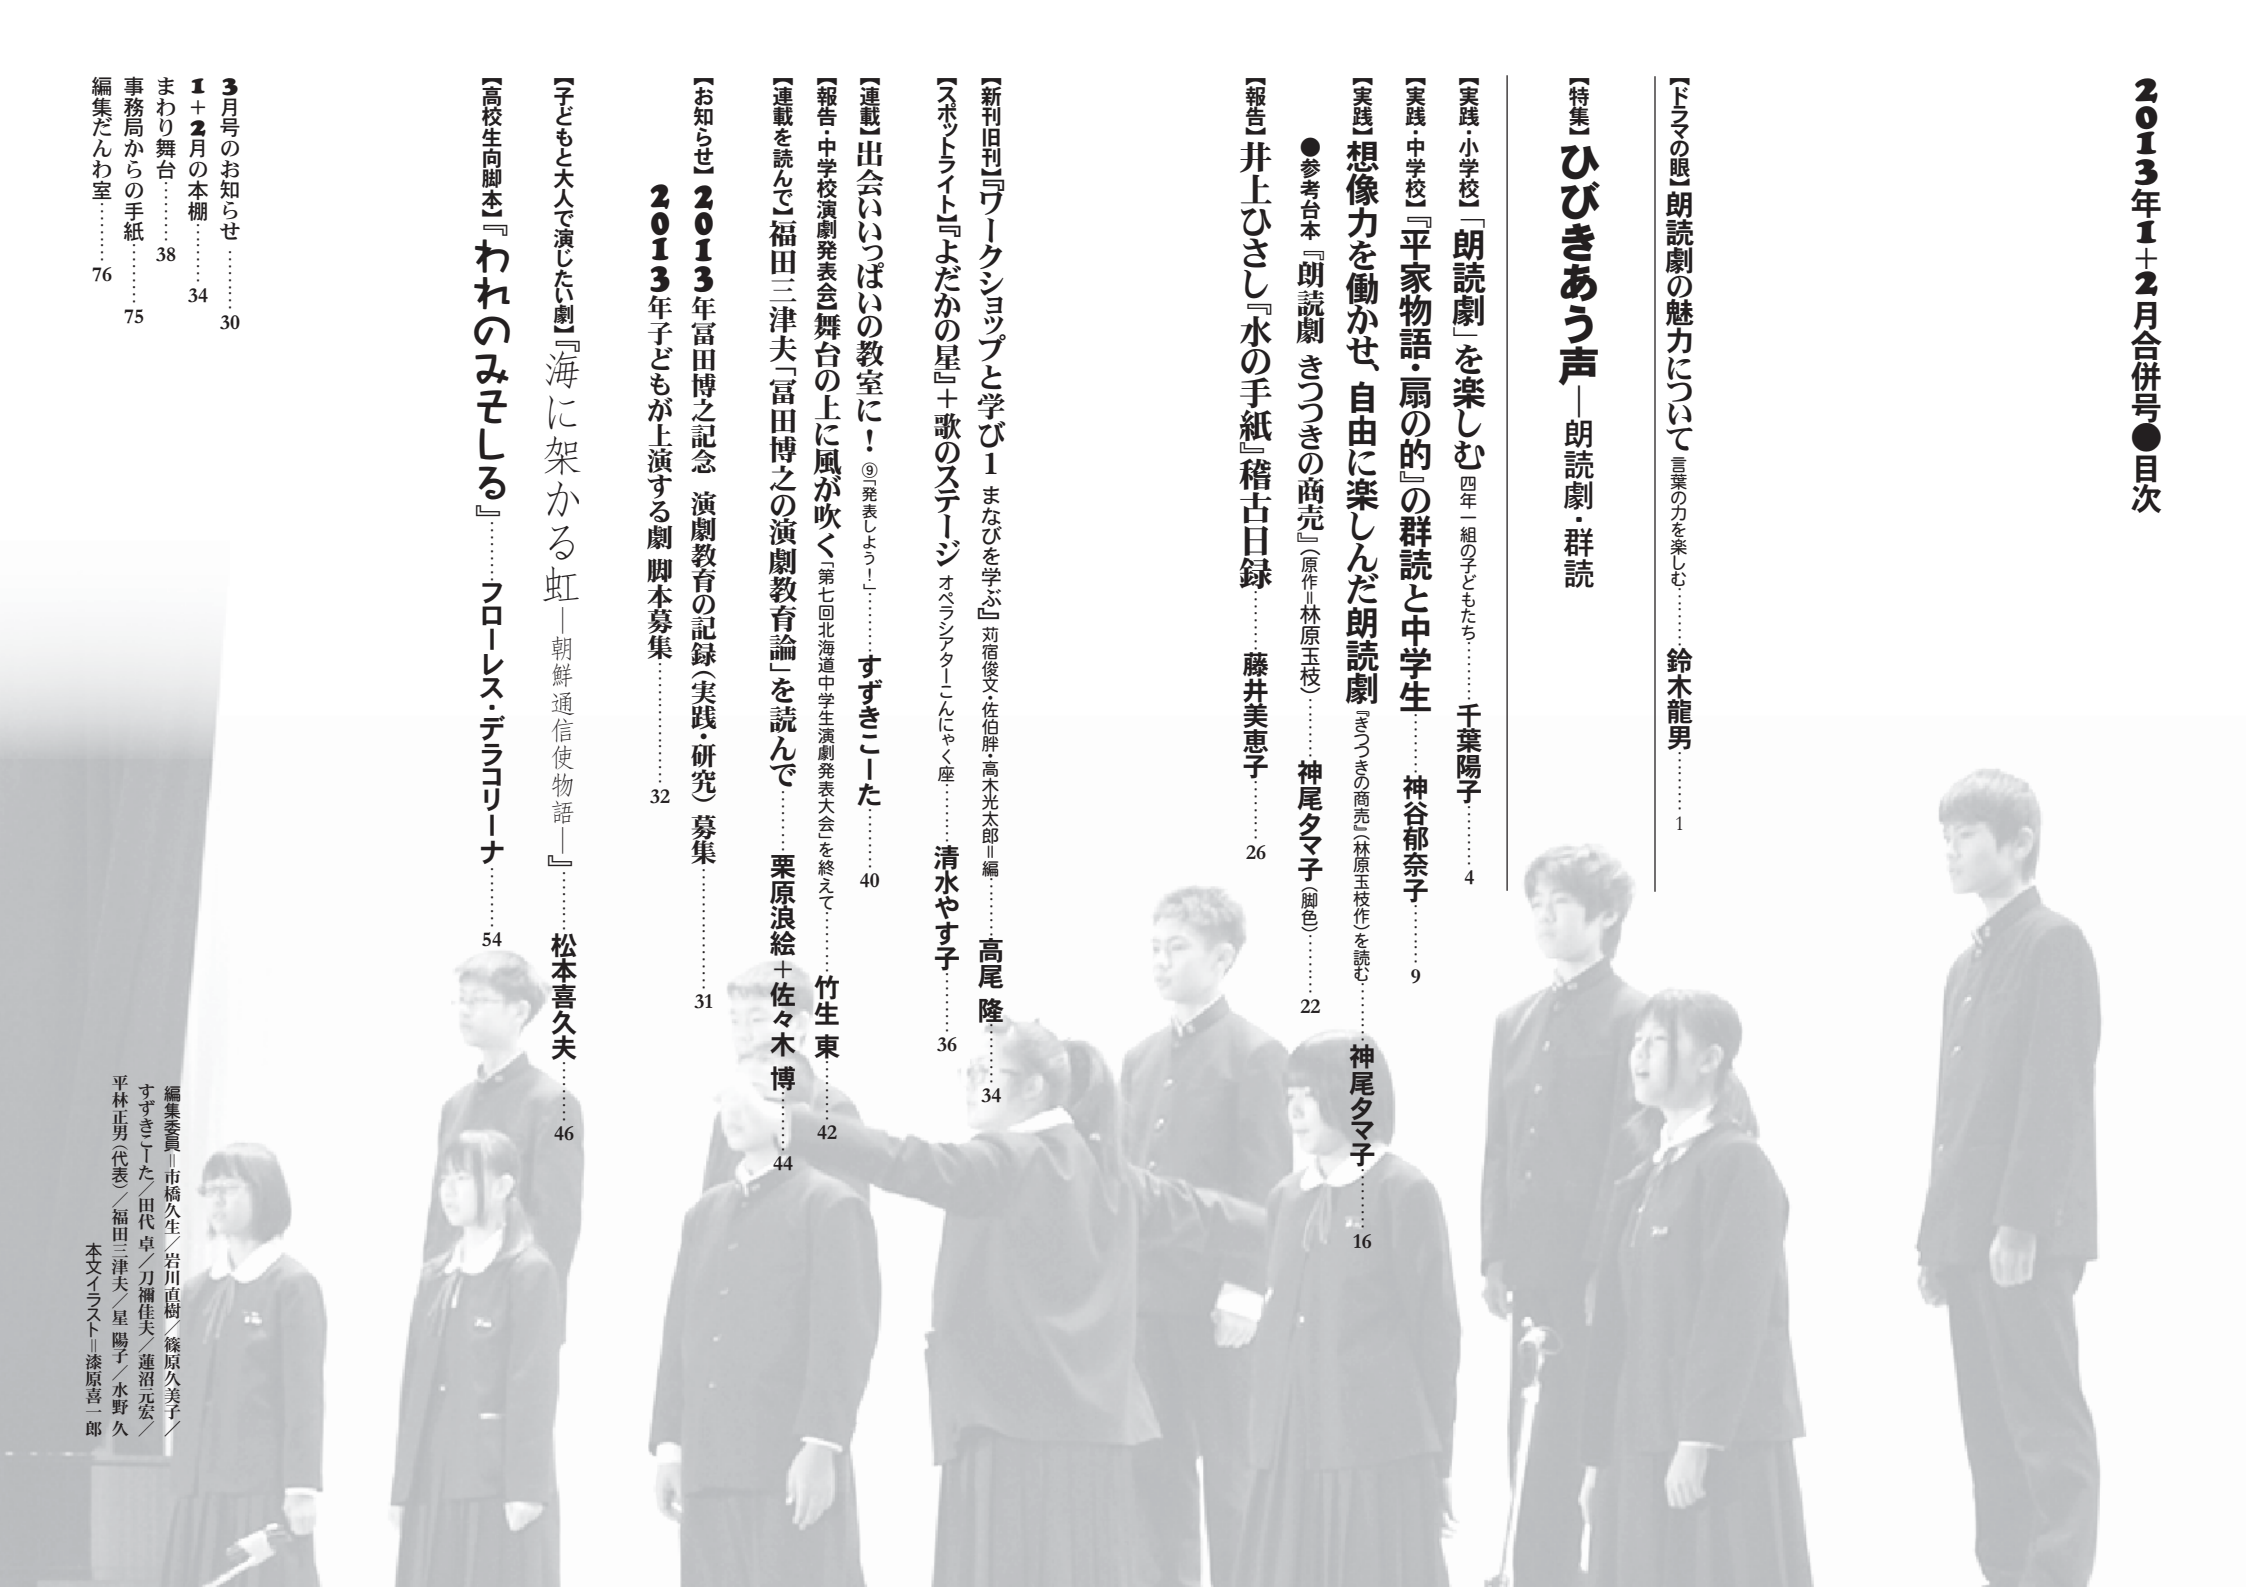 2013年1＋2月合併号●目次
【ドラマの眼】朗読劇の魅力について 言葉の力を楽しむ………鈴木龍男………1
【特集】ひびきあう声―朗読劇・群読
【実践・小学校】「朗読劇」を楽しむ 四年一組の子どもたち………千葉陽子………4
【実践・中学校】『平家物語・扇の的』の群読と中学生………神谷郁奈子………9
【実践】想像力を働かせ、自由に楽しんだ朗読劇 『きつつきの商売』（林原玉枝作）を読む………神尾タマ子………16
●参考台本『朗読劇 きつつきの商売』（原作＝林原玉枝）………神尾タマ子（脚色）………22
【報告】井上ひさし『水の手紙』稽古日録………藤井美恵子………26
【新刊旧刊】『ワークショップと学び1 まなびを学ぶ』苅宿俊文・佐伯胖・高木光太郎＝編………高尾 隆………34
【スポットライト】『よだかの星』＋歌のステージ オペラシアターこんにゃく座………清水やす子………36
【連載】出会いいっぱいの教室に！ ⑨「発表しよう！」………すずきこーた………40
【報告・中学校演劇発表会】舞台の上に風が吹く「第七回北海道中学生演劇発表大会」を終えて………竹生 東………42
【連載を読んで】福田三津夫「冨田博之の演劇教育論」を読んで………栗原浪絵＋佐々木 博………44
【お知らせ】2013年冨田博之記念 演劇教育の記録（実践・研究）募集………31
2013年子どもが上演する劇 脚本募集………32
【子どもと大人で演じたい劇】『海に架かる虹―朝鮮通信使物語―』………松本喜久夫………46
【高校生向脚本】『われのみそしる』………フローレス・デラコリーナ………54
3月号のお知らせ………30
1＋2月の本棚………34
まわり舞台………38
事務局からの手紙………75
編集だんわ室………76
編集委員＝市橋久生／岩川直樹／篠原久美子／
すずきこーた／田代 卓／刀禰佳夫／蓮沼元宏／
平林正男（代表）／福田三津夫／星 陽子／水野 久
本文イラスト＝漆原喜一郎